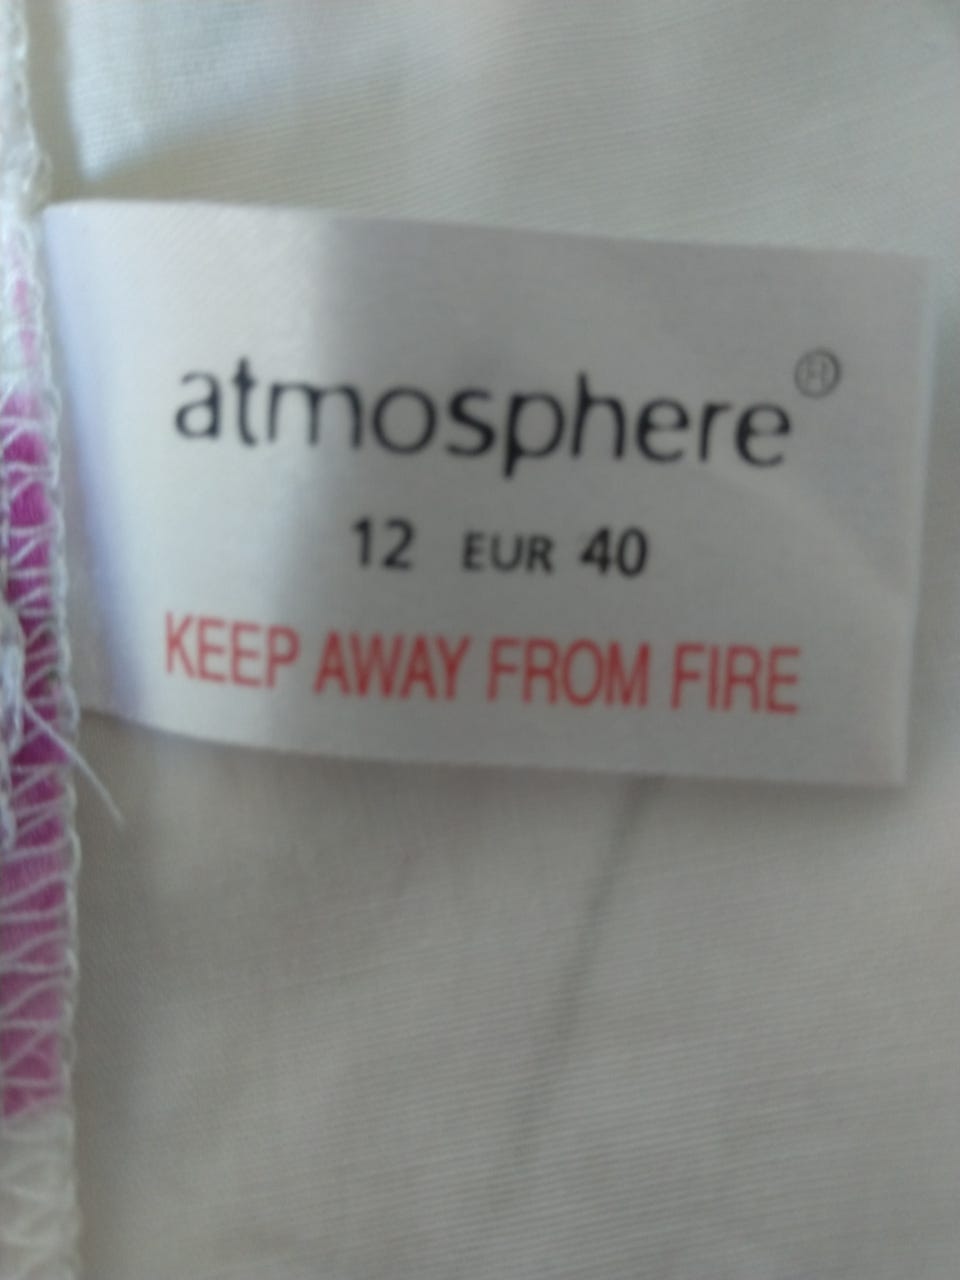 atmosphere®
12 EUR 40
KEEP AWAY FROM FIRE